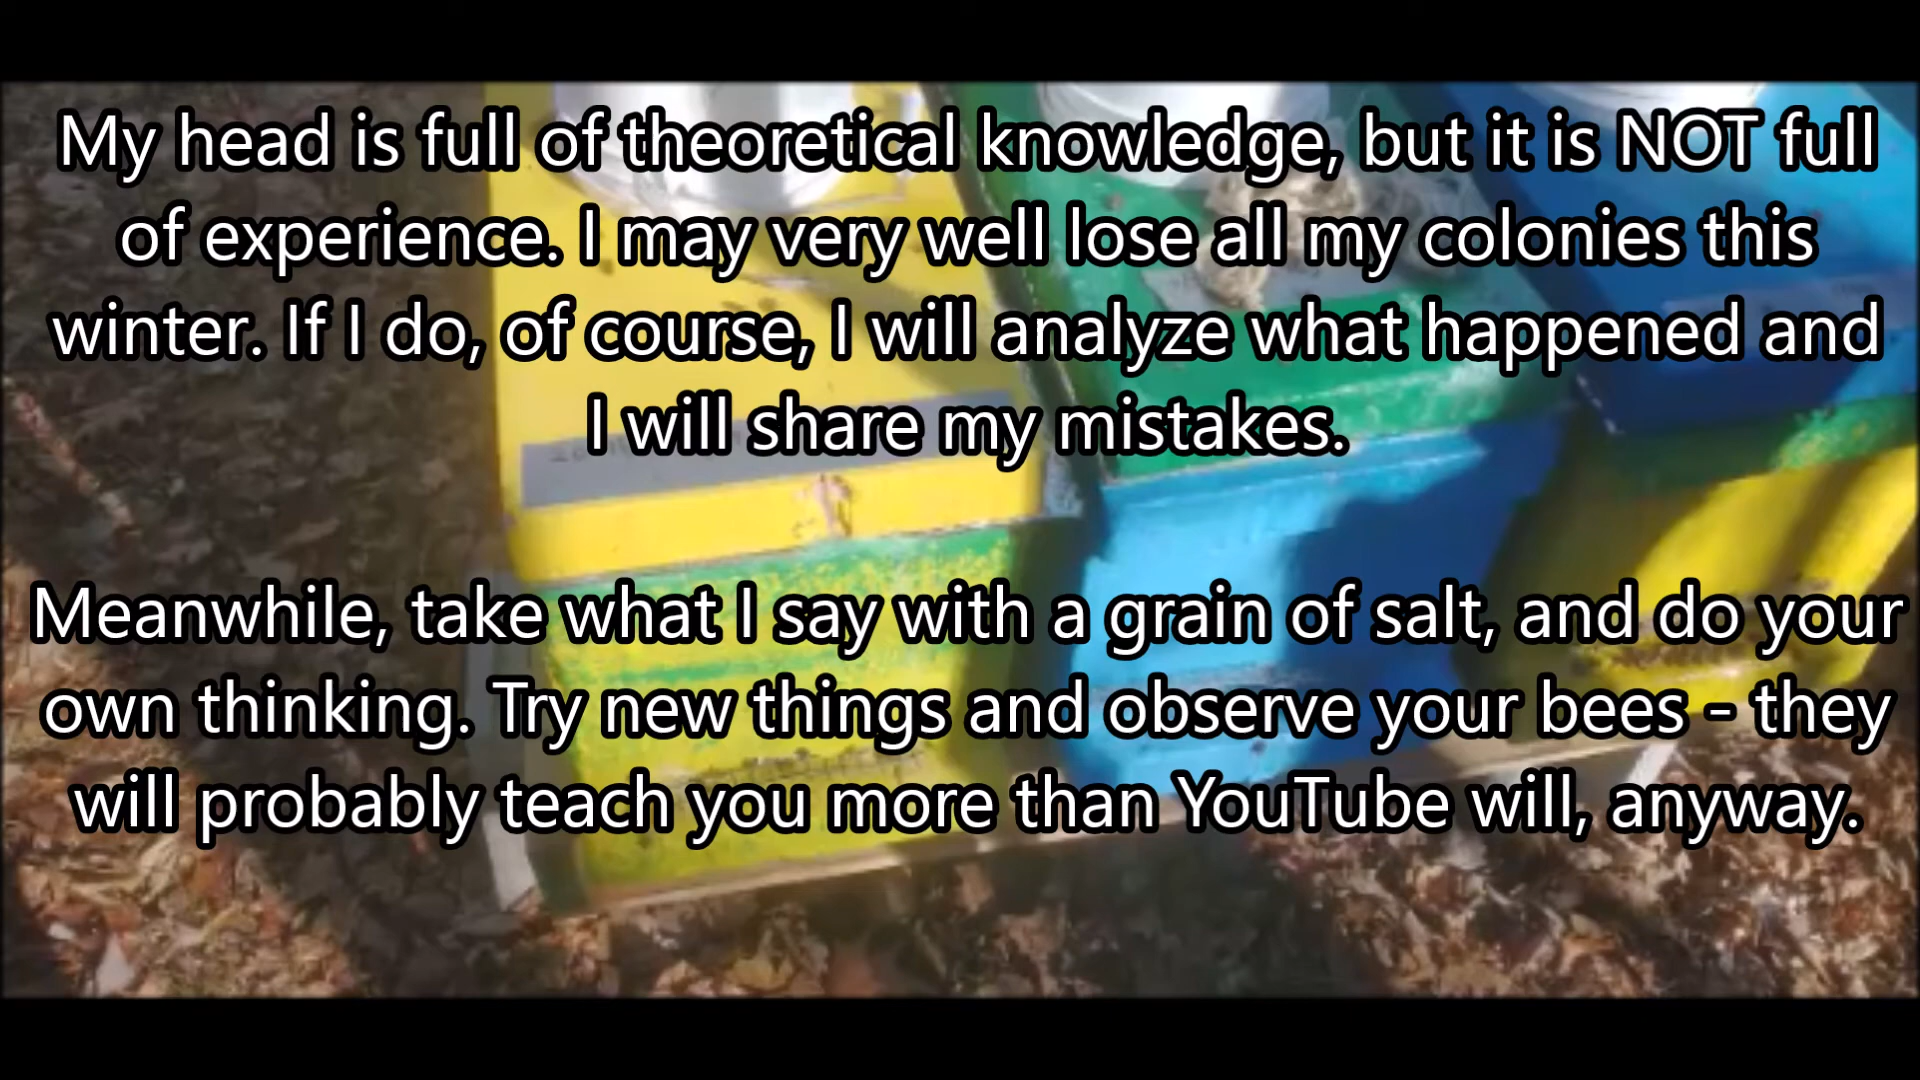 My head is full of theoretical knowledge, but it is NOT full
of experience. I may very well lose all my colonies this
winter. If I do, of course, I will analyze what happened and
I will share my mistakes.
Meanwhile, take what I say with a grain of salt, and do your
own thinking. Try new things and observe your bees - they
will probably teach you more than YouTube will, anyway.